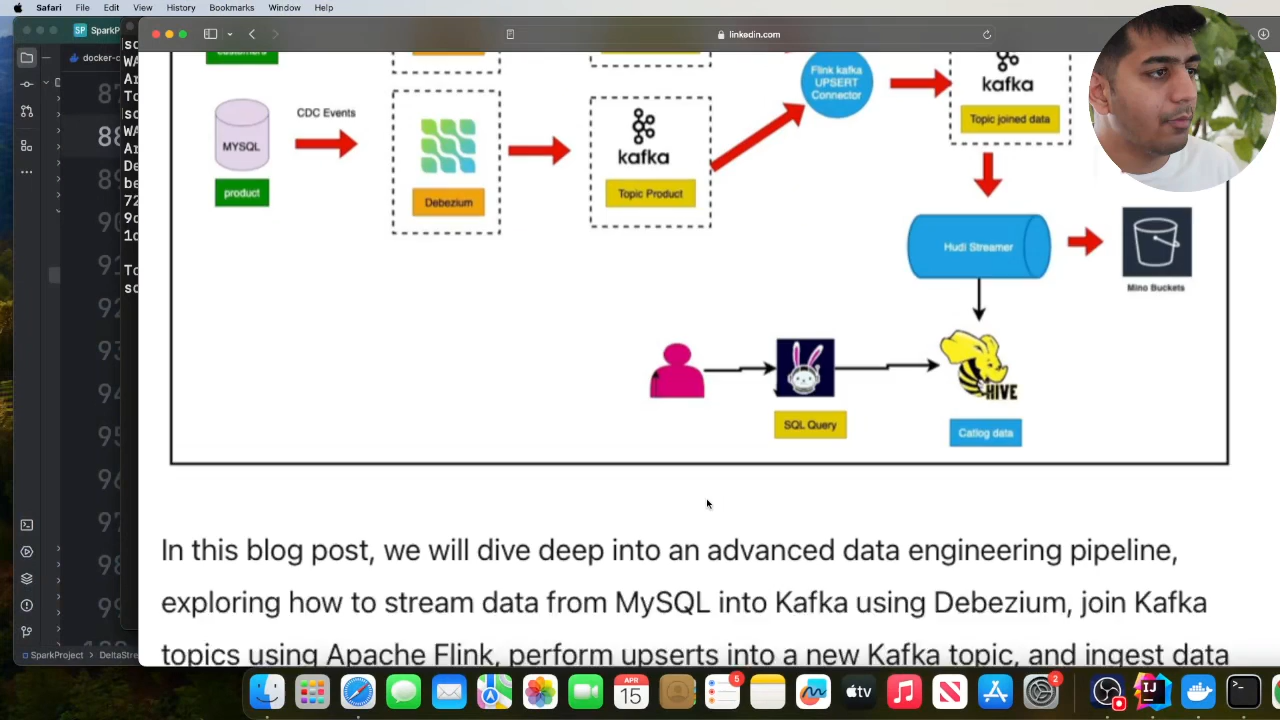 Safari File Edit View History Bookmarks Window Help
SparkP
linkedin.com
docker-c
CDC Events
MYSQL
product
Debezium
kafka
Topic Product
Flink kafka
UPSERT
Connector
kafka
Topic joined data
Hudi Streamer
Mino Buckets
SQL Query
HIVE
Catlog data
In this blog post, we will dive deep into an advanced data engineering pipeline,
exploring how to stream data from MySQL into Kafka using Debezium, join Kafka
topics using Apache Flink, perform upserts into a new Kafka topic, and ingest data
SparkProject > DeltaStre
APR
15
5
tv
2